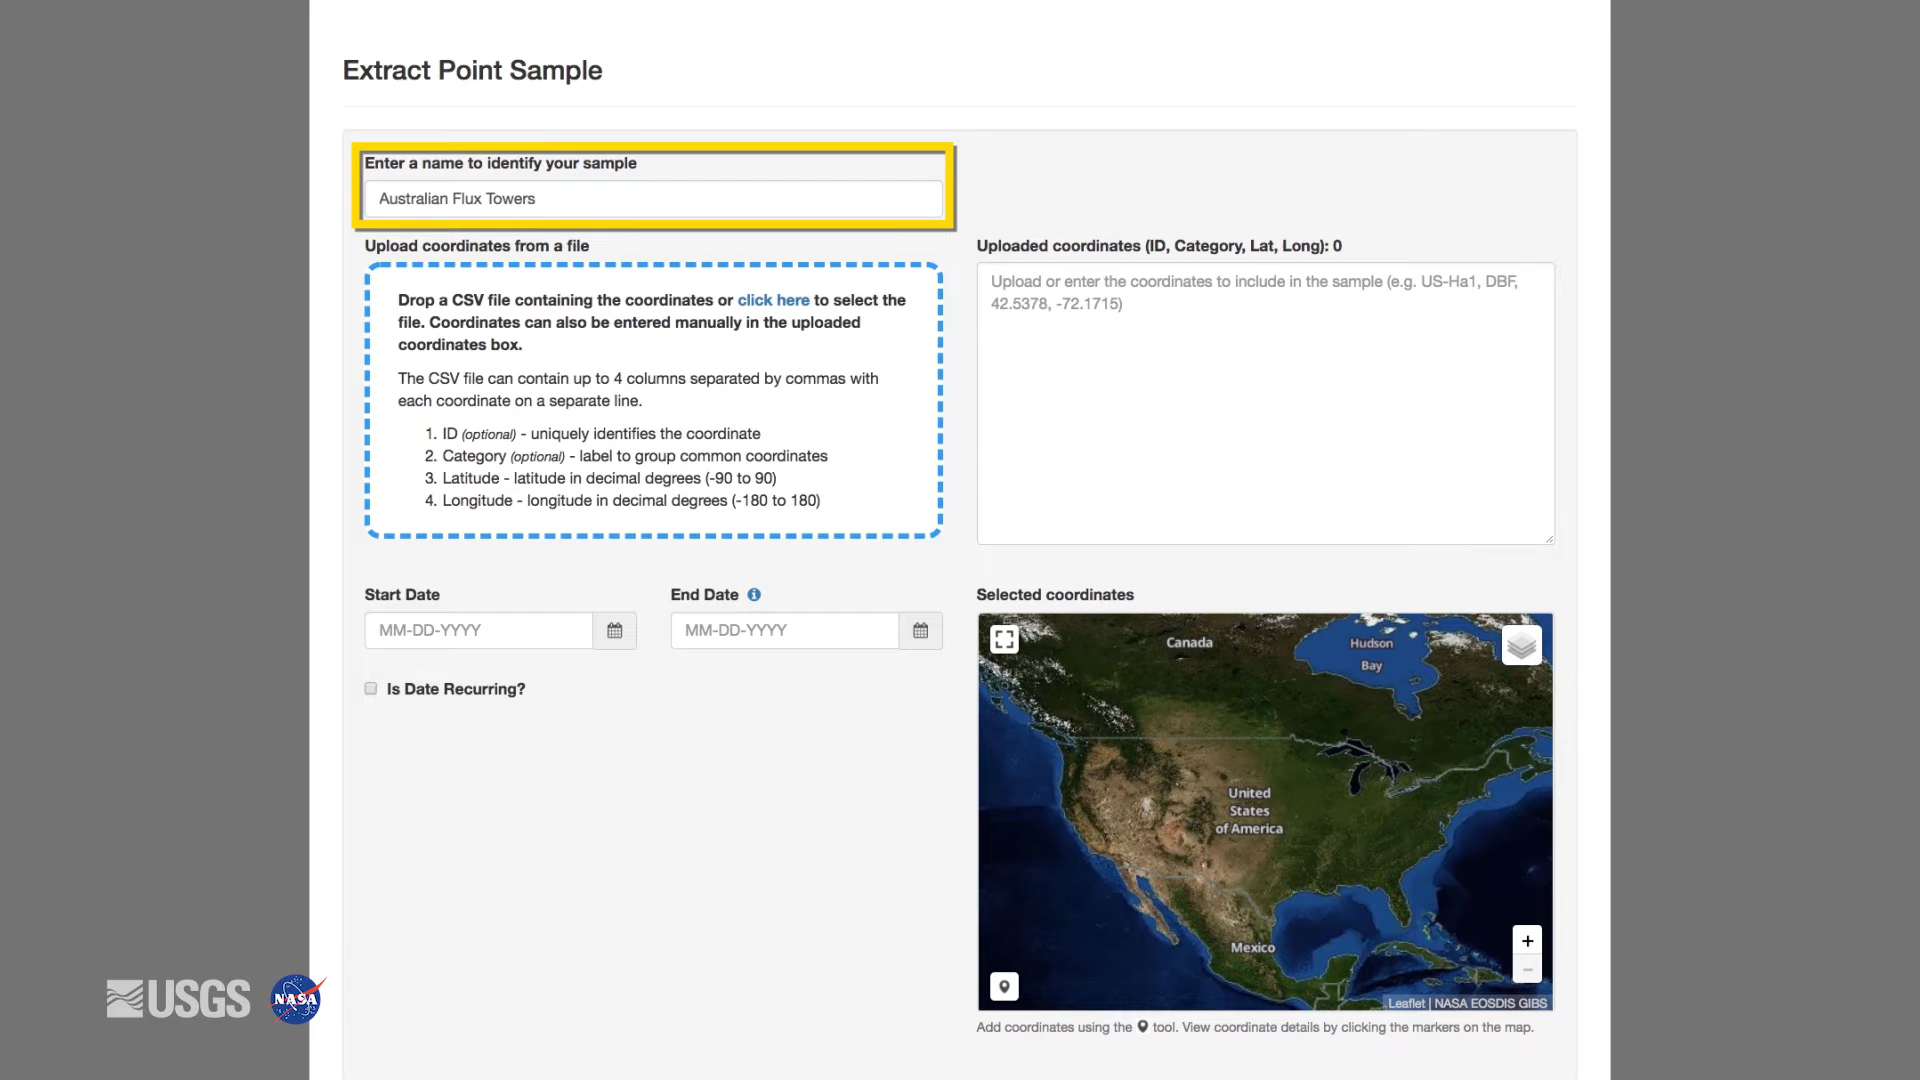 Extract Point Sample
Enter a name to identify your sample
Australian Flux Towers
Upload coordinates from a file
Drop a CSV file containing the coordinates or click here to select the
file. Coordinates can also be entered manually in the uploaded
coordinates box.
The CSV file can contain up to 4 columns separated by commas with
each coordinate on a separate line.
1. ID (optional) - uniquely identifies the coordinate
2. Category (optional) - label to group common coordinates
3. Latitude - latitude in decimal degrees (-90 to 90)
4. Longitude - longitude in decimal degrees (-180 to 180)
Uploaded coordinates (ID, Category, Lat, Long): 0
Upload or enter the coordinates to include in the sample (e.g. US-Ha1, DBF,
42.5378, -72.1715)
Start Date
MM-DD-YYYY
End Date
MM-DD-YYYY
Is Date Recurring?
Selected coordinates
Canada
Hudson
Bay
United
States
of America
Mexico
+
−
Leaflet | NASA EOSDIS GIBS
Add coordinates using the tool. View coordinate details by clicking the markers on the map.
USGS
NASA